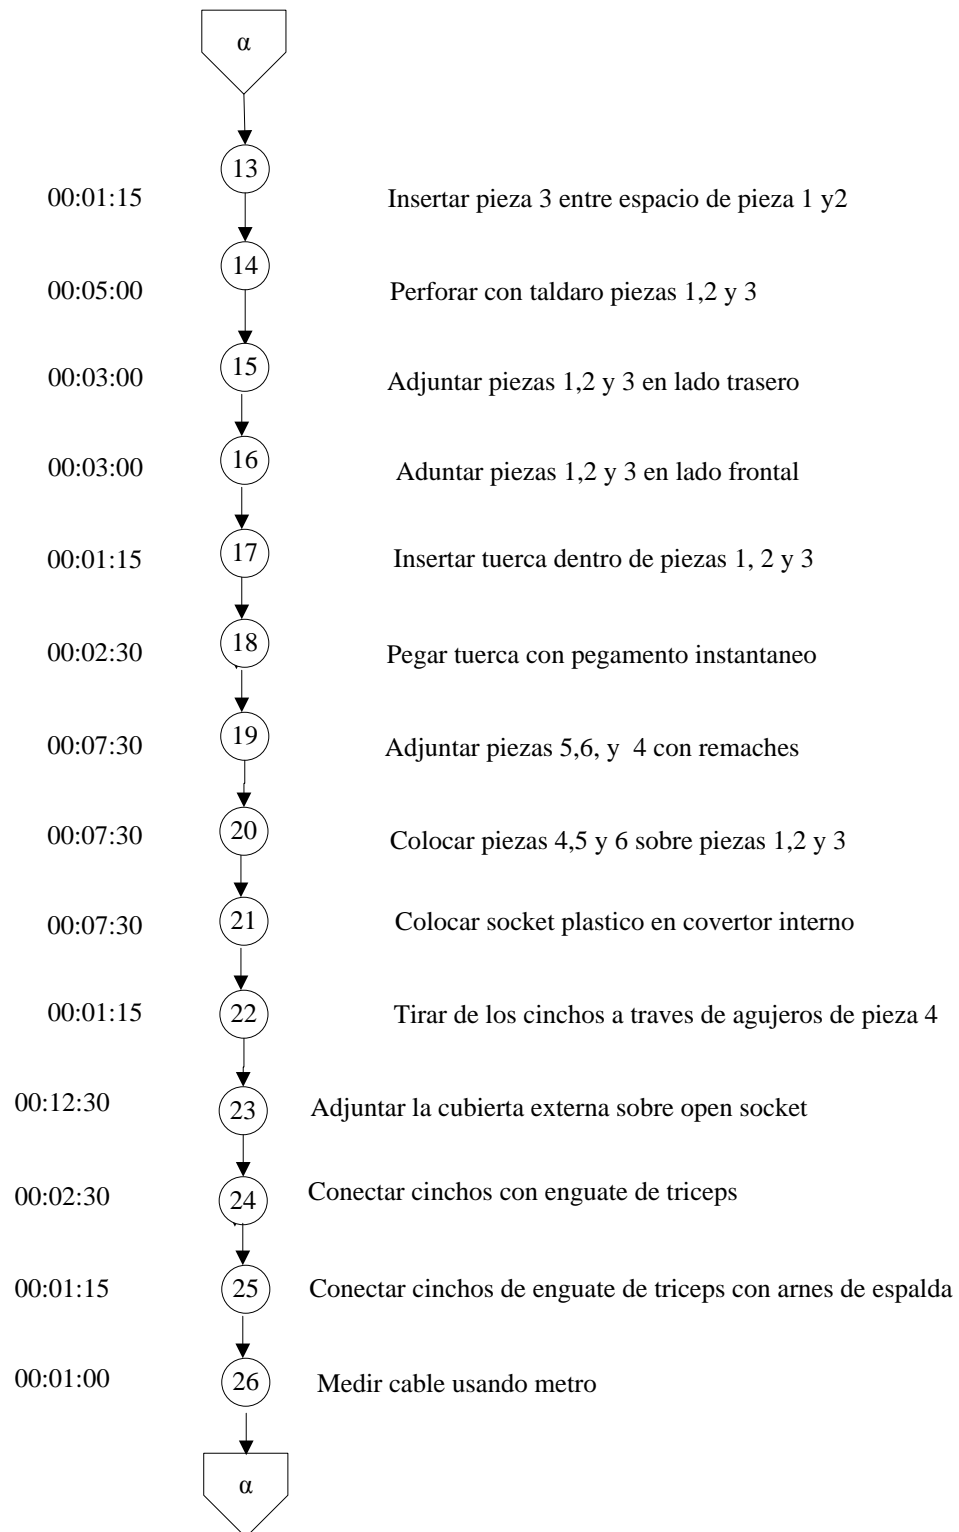 α
13
00:01:15 Insertar pieza 3 entre espacio de pieza 1 y2
14
00:05:00 Perforar con taldaro piezas 1,2 y 3
15
00:03:00 Adjuntar piezas 1,2 y 3 en lado trasero
16
00:03:00 Aduntar piezas 1,2 y 3 en lado frontal
17
00:01:15 Insertar tuerca dentro de piezas 1, 2 y 3
18
00:02:30 Pegar tuerca con pegamento instantaneo
19
00:07:30 Adjuntar piezas 5,6, y 4 con remaches
20
00:07:30 Colocar piezas 4,5 y 6 sobre piezas 1,2 y 3
21
00:07:30 Colocar socket plastico en covertor interno
22
00:01:15 Tirar de los cinchos a traves de agujeros de pieza 4
23
00:12:30 Adjuntar la cubierta externa sobre open socket
24
00:02:30 Conectar cinchos con enguate de triceps
25
00:01:15 Conectar cinchos de enguate de triceps con arnes de espalda
26
00:01:00 Medir cable usando metro
α